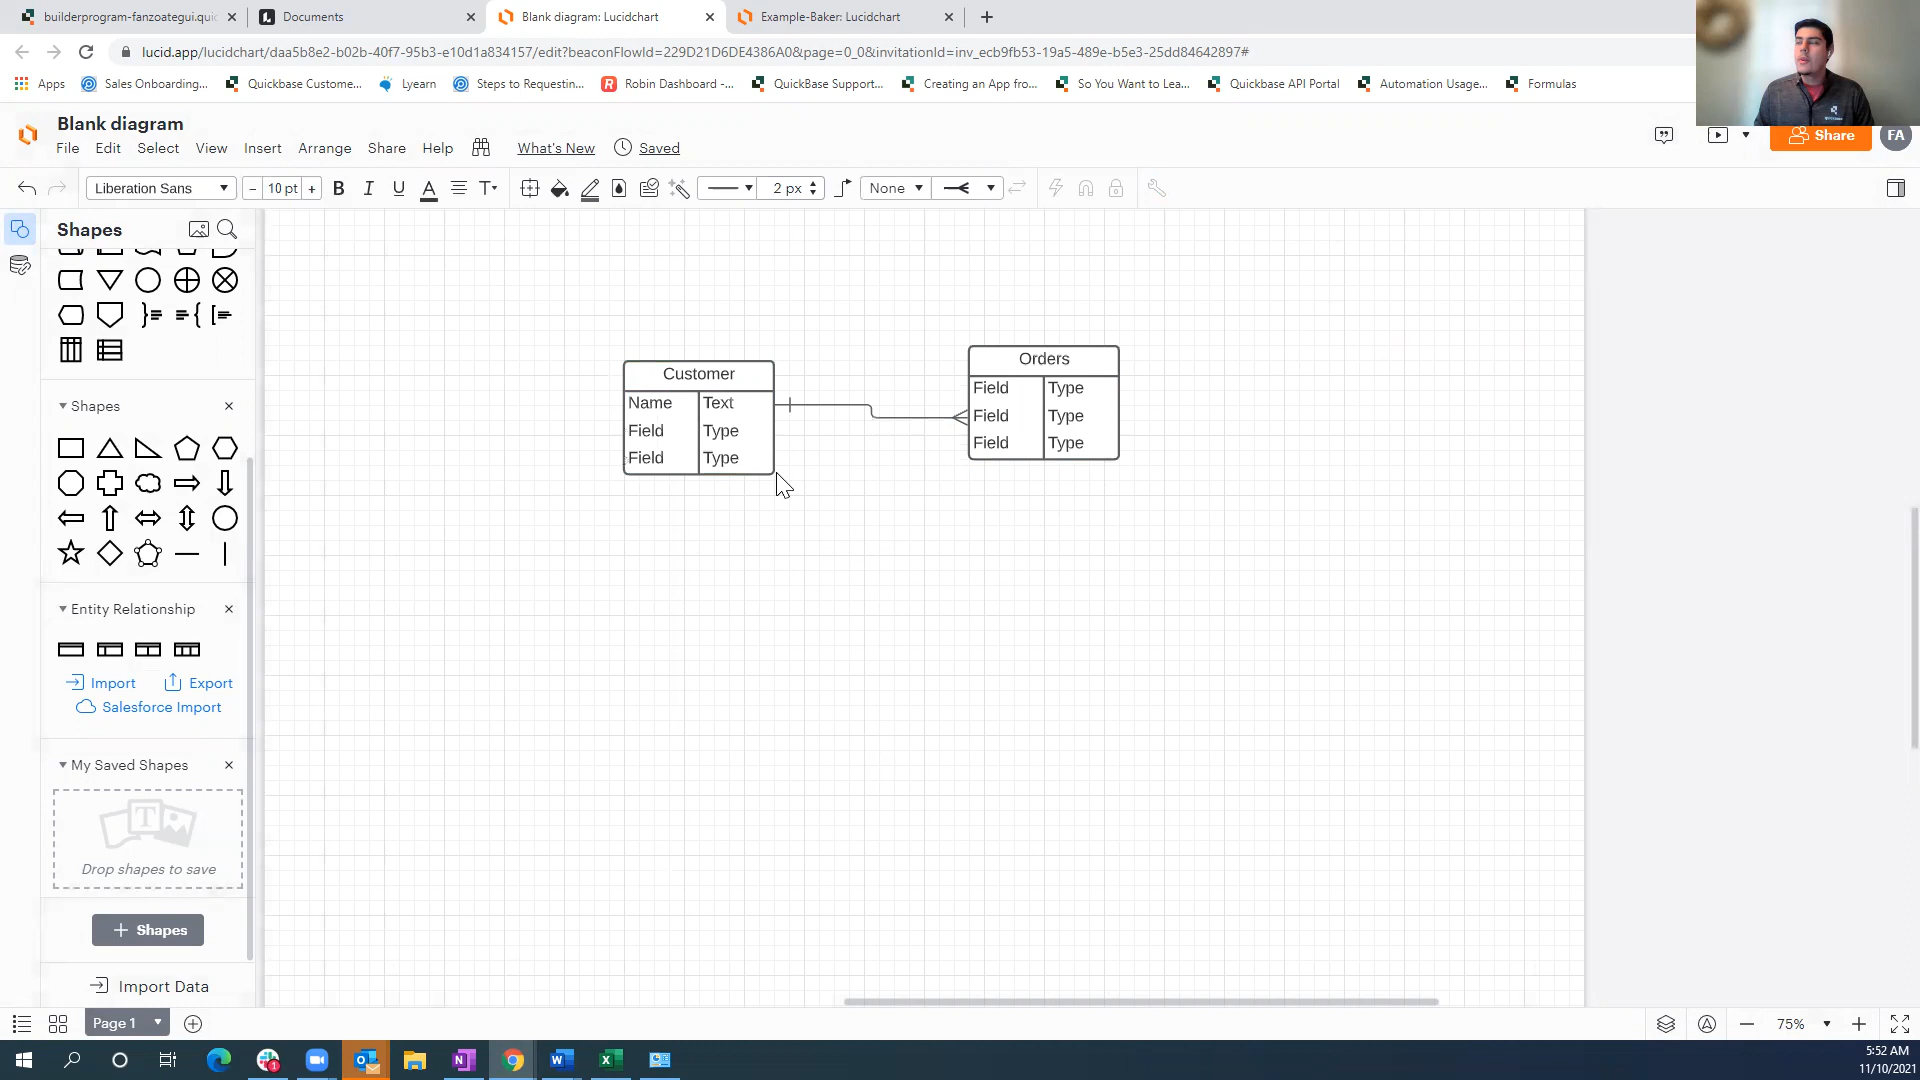 builderprogram-fanzoategui.quic
Documents
Blank diagram: Lucidchart
Example-Baker: Lucidchart
lucid.app/lucidchart/daa5b8e2-b02b-40f7-95b3-e10d1a834157/edit?beaconFlowId=229D21D6DE4386A0&page=0_0&invitationId=inv_ecb9fb53-19a5-489e-b5e3-25dd84642897#
Apps
Sales Onboarding...
Quickbase Custome...
Lyearn
Steps to Requestin...
Robin Dashboard -...
QuickBase Support...
Creating an App fro...
So You Want to Lea...
Quickbase API Portal
Automation Usage...
Formulas
Blank diagram
File Edit Select View Insert Arrange Share Help What's New Saved
Share
FA
Liberation Sans
− 10 pt +
B I U A T
2 px
None
Shapes
Shapes
Entity Relationship
Import
Export
Salesforce Import
My Saved Shapes
T
Drop shapes to save
+ Shapes
Import Data
Customer
Name Text
Field Type
Field Type
Orders
Field Type
Field Type
Field Type
Page 1
75%
5:52 AM
11/10/2021